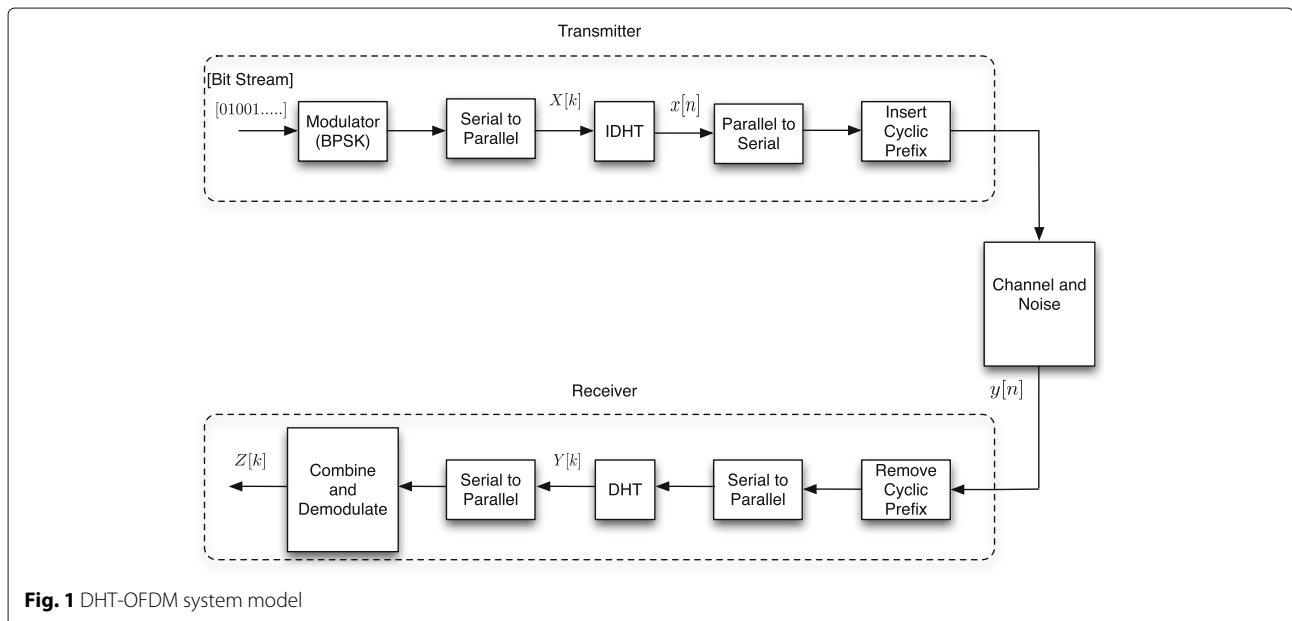 Transmitter
[Bit Stream]
[01001.....]
Modulator
(BPSK)
Serial to
Parallel
X[k]
IDHT
x[n]
Parallel to
Serial
Insert
Cyclic
Prefix
Channel and
Noise
y[n]
Receiver
Z[k]
Combine
and
Demodulate
Serial to
Parallel
Y[k]
DHT
Serial to
Parallel
Remove
Cyclic
Prefix
Fig. 1 DHT-OFDM system model